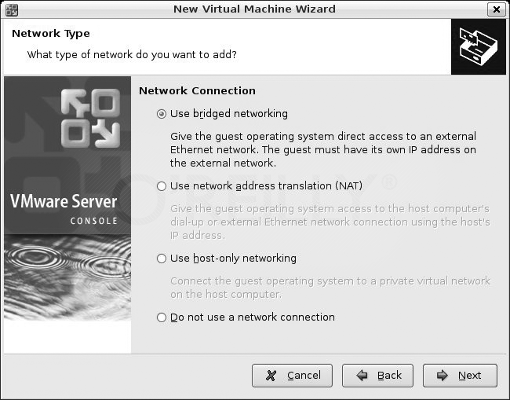 New Virtual Machine Wizard
Network Type
What type of network do you want to add?
Network Connection
Use bridged networking
Give the guest operating system direct access to an external
Ethernet network. The guest must have its own IP address on
the external network.
Use network address translation (NAT)
Give the guest operating system access to the host computer's
dial-up or external Ethernet network connection using the host's
IP address.
Use host-only networking
Connect the guest operating system to a private virtual network
on the host computer.
Do not use a network connection
VMware Server
CONSOLE
Cancel
Back
Next